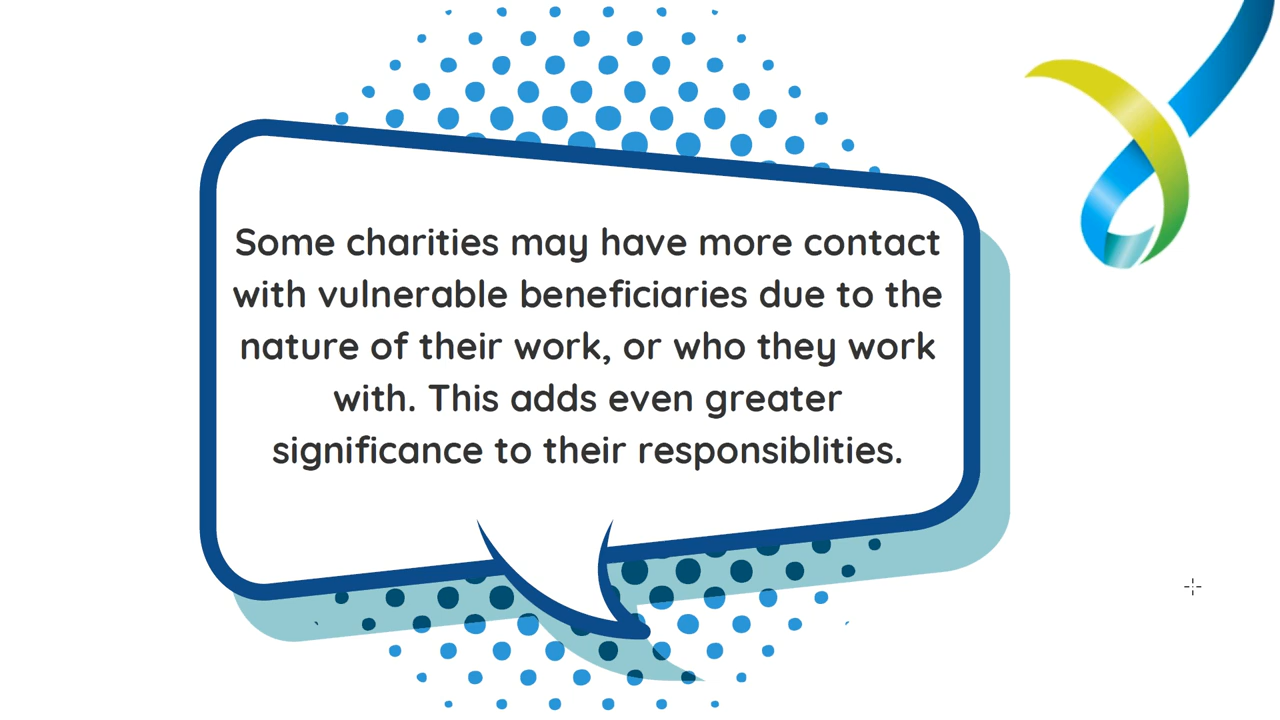 Some charities may have more contact
with vulnerable beneficiaries due to the
nature of their work, or who they work
with. This adds even greater
significance to their responsiblities.